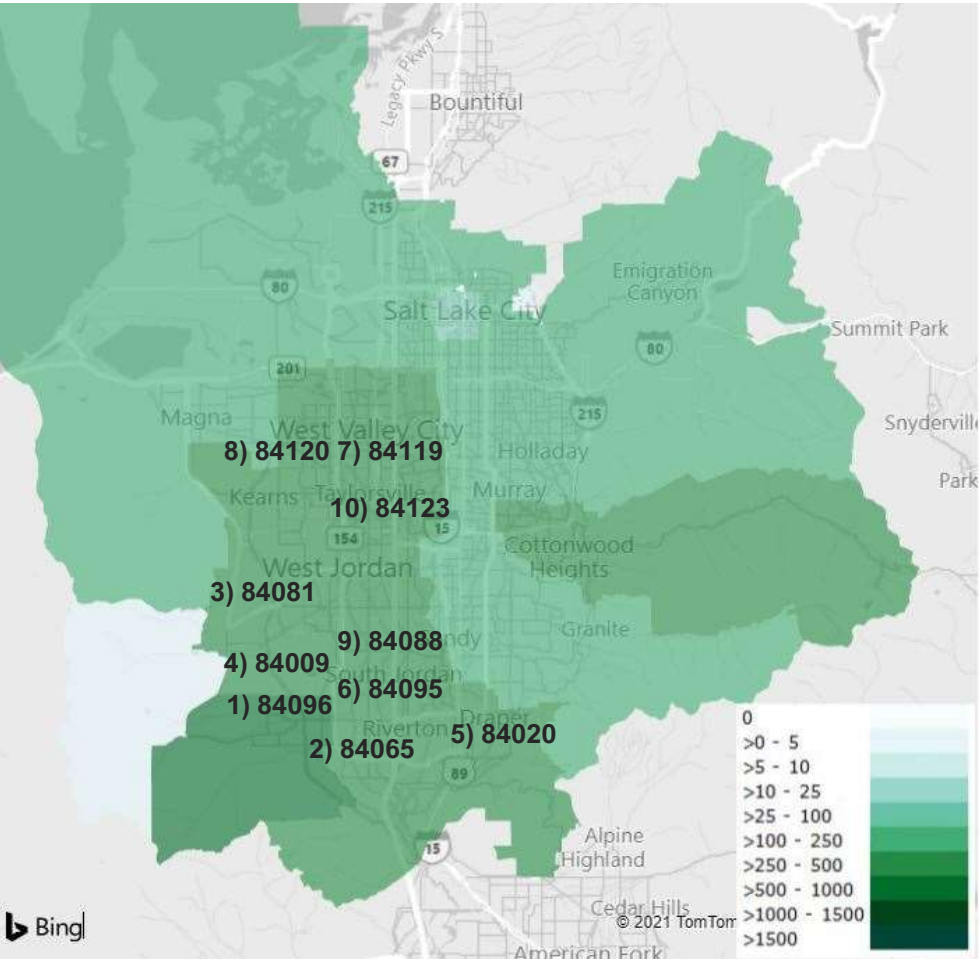 Legacy Pkwy S
Bountiful
67
215
Emigration
Canyon
80
Salt Lake City
Summit Park
80
201
215
Magna
West Valley City
Snyderville
8) 84120 7) 84119
Holladay
Park
Kearns Taylorsville Murray
10) 84123
15
154
Cottonwood
Heights
West Jordan
3) 84081
Granite
9) 84088 ndy
4) 84009
South Jordan
6) 84095
1) 84096
Draper
Riverton
5) 84020
2) 84065
89
15
Alpine
Highland
Cedar Hills
© 2021 TomTom
American Fork
Bing
0
>0 - 5
>5 - 10
>10 - 25
>25 - 100
>100 - 250
>250 - 500
>500 - 1000
>1000 - 1500
>1500